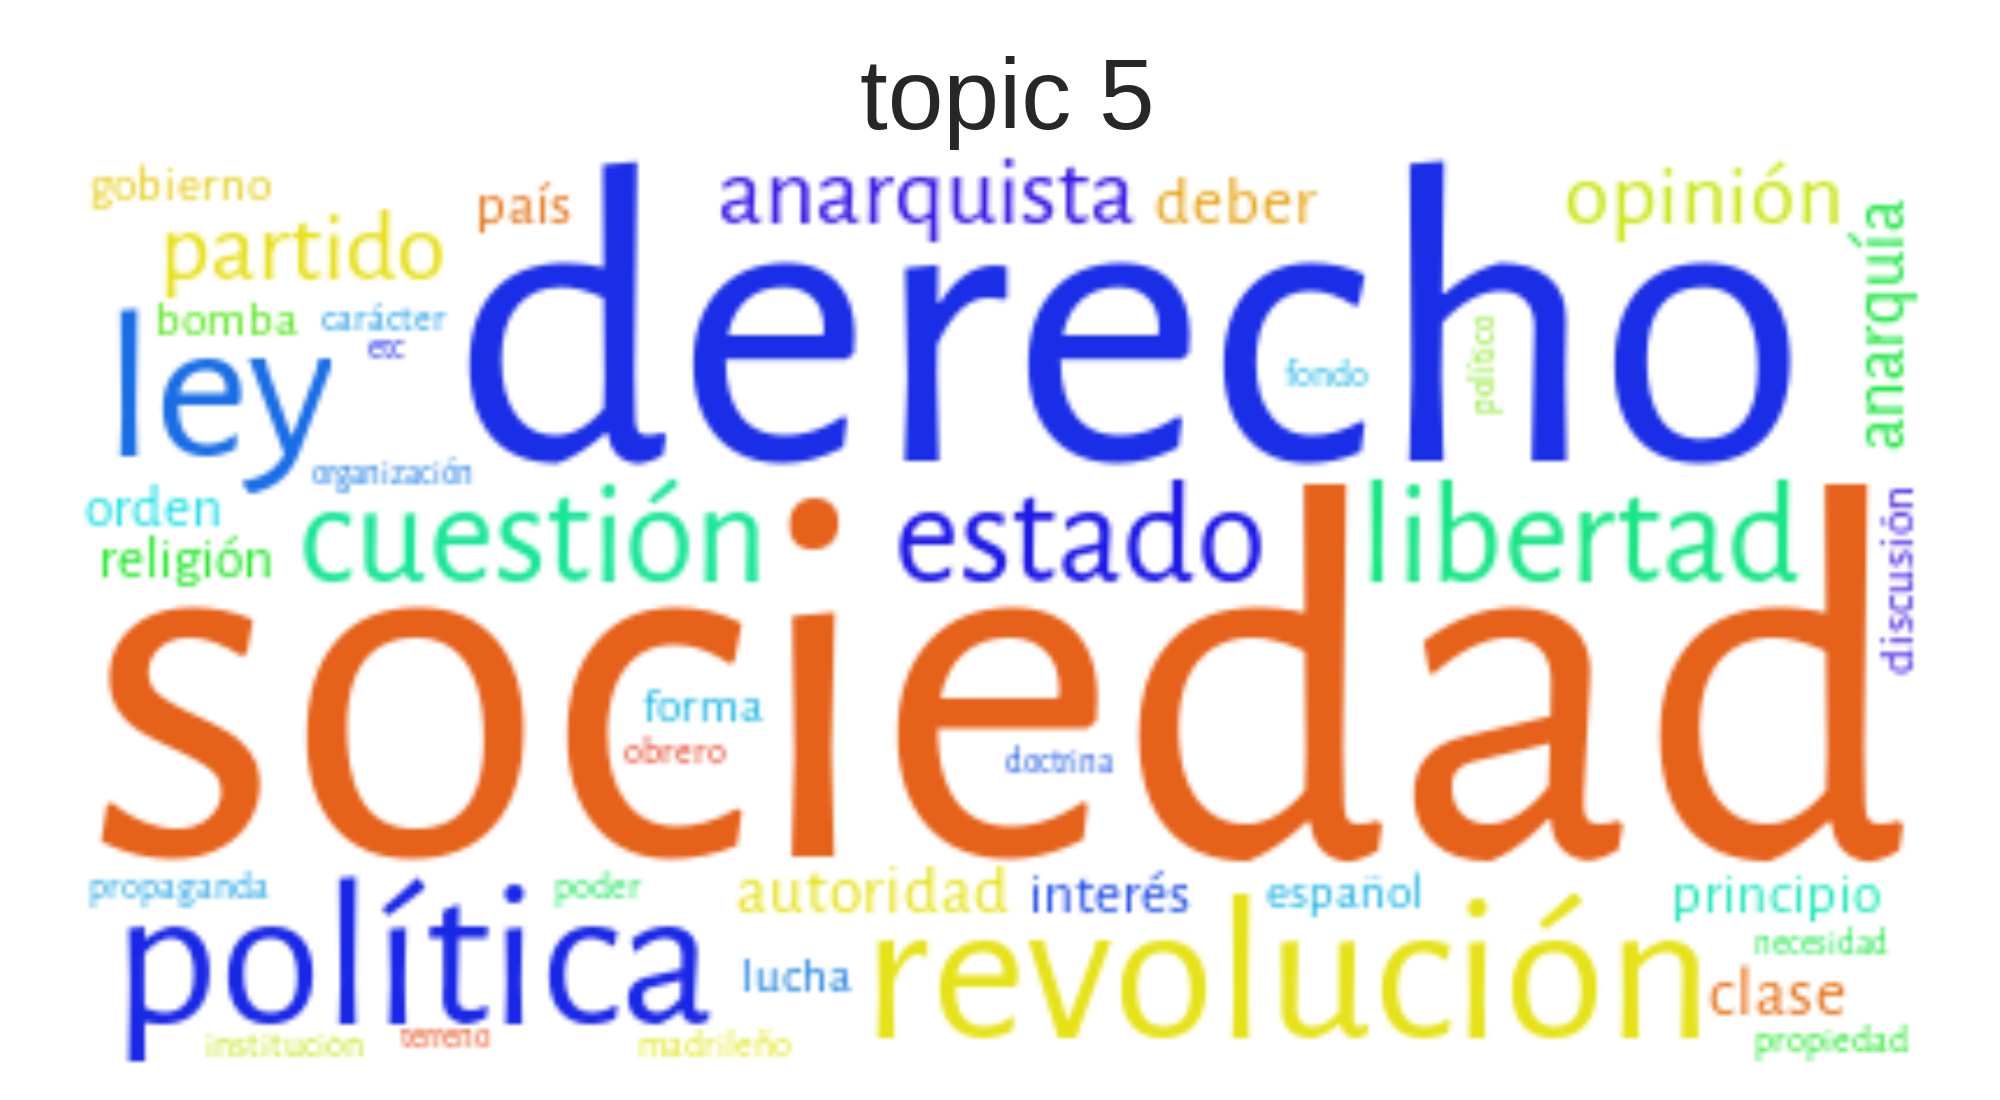 topic 5
gobierno
país
anarquista
deber
opinión
partido
derecho
anarquía
bomba
carácter
etc
ley
fondo
político
organización
orden
cuestión
estado
libertad
discusión
religión
sociedad
forma
obrero
doctrina
propaganda
poder
autoridad
interés
español
principio
política
lucha
revolución
necesidad
clase
institución
terreno
madrileño
propiedad